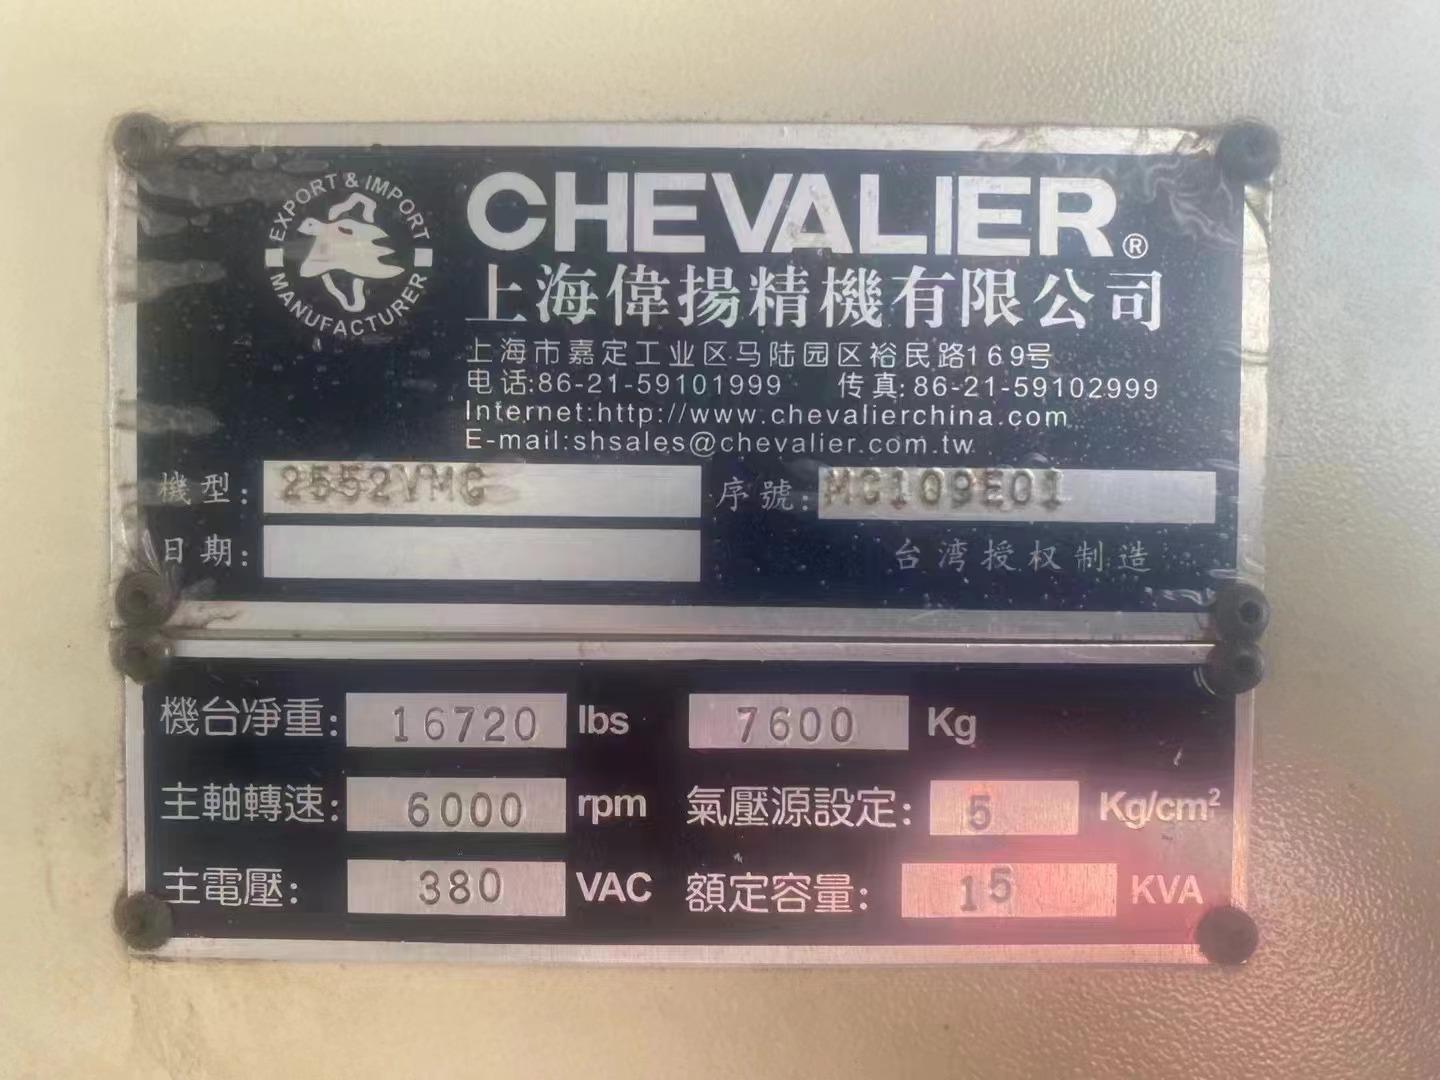 EXPORT & IMPORT
MANUFACTURER
CHEVALIER®
上海偉揚精機有限公司
上海市嘉定工业区马陆园区裕民路169号
电话:86-21-59101999 传真:86-21-59102999
Internet:http://www.chevalierchina.com
E-mail:shsales@chevalier.com.tw
機型: 2552VMC 序號: MC109E01
日期: 台湾授权制造
機台凈重: 16720 lbs 7600 Kg
主軸轉速: 6000 rpm 氣壓源設定: 5 Kg/cm²
主電壓: 380 VAC 額定容量: 15 KVA